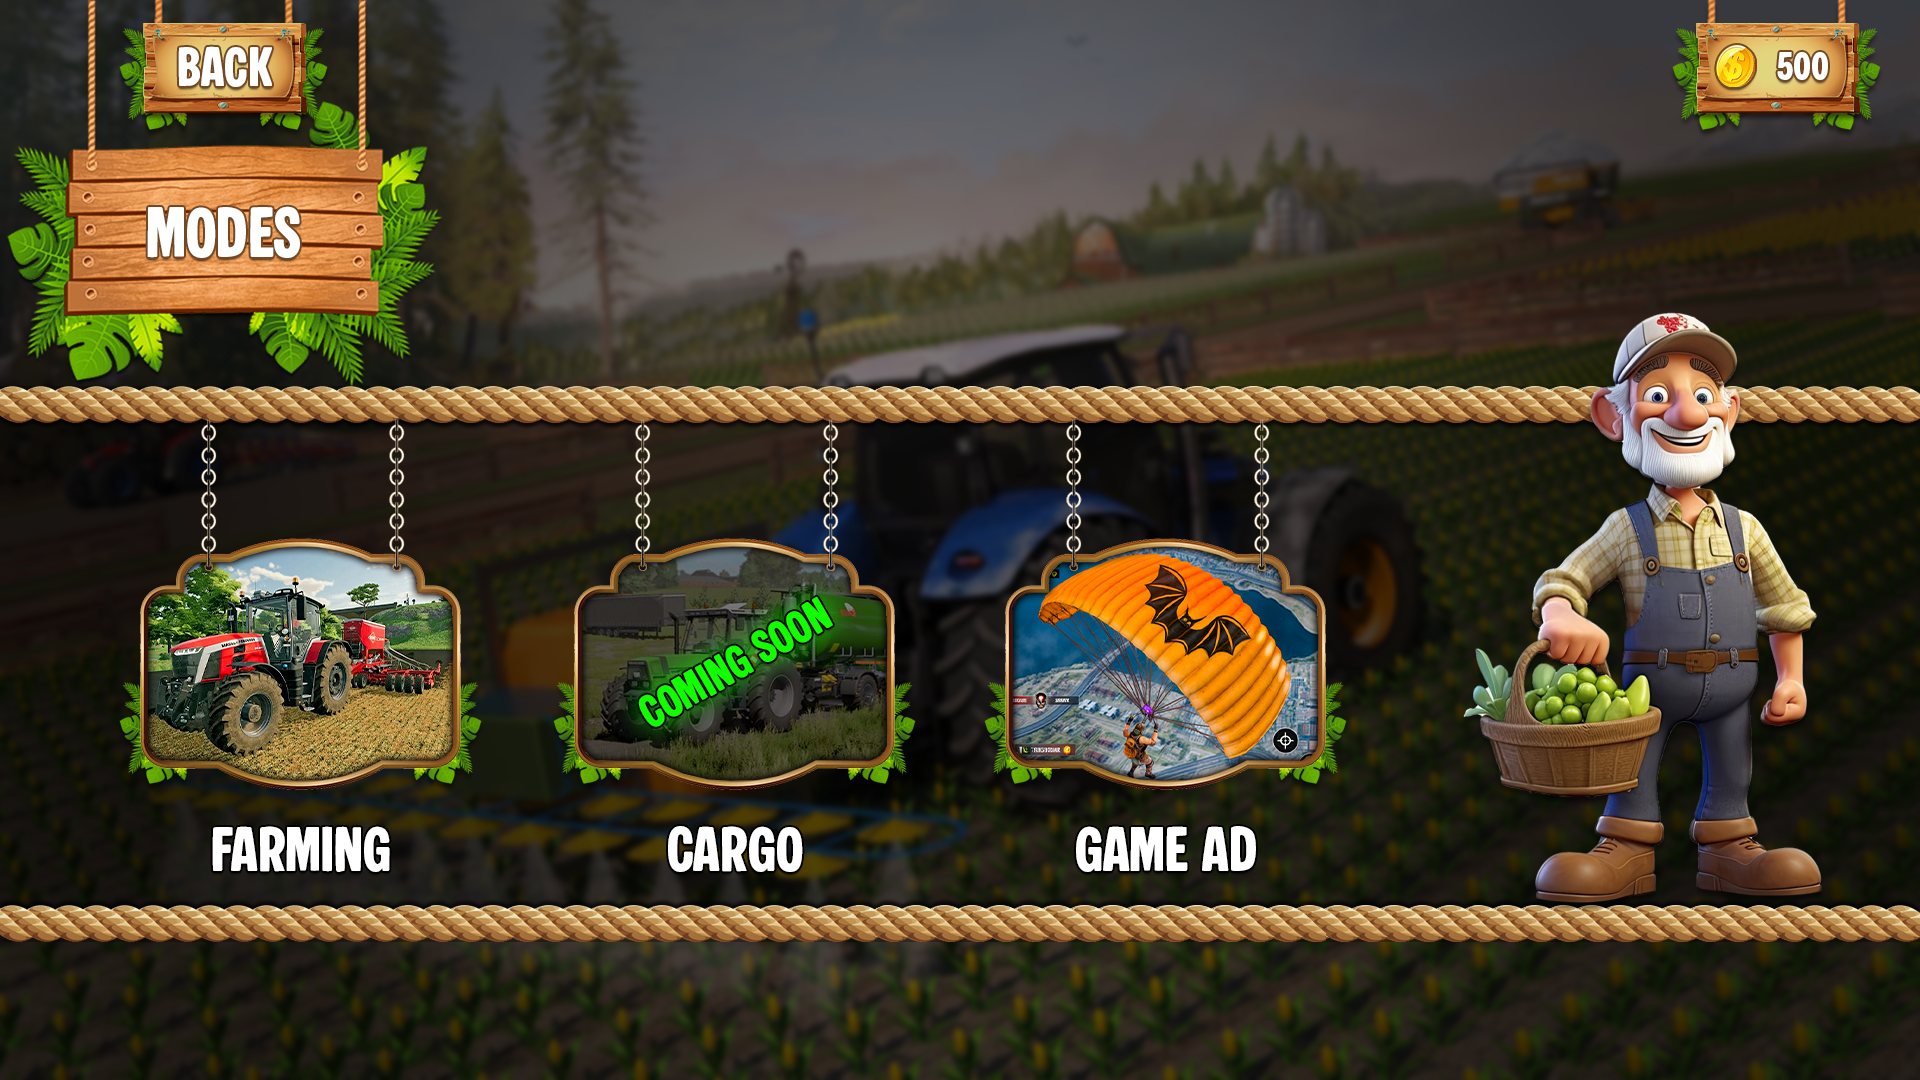 BACK
500
MODES
COMING SOON
FARMING
CARGO
GAME AD